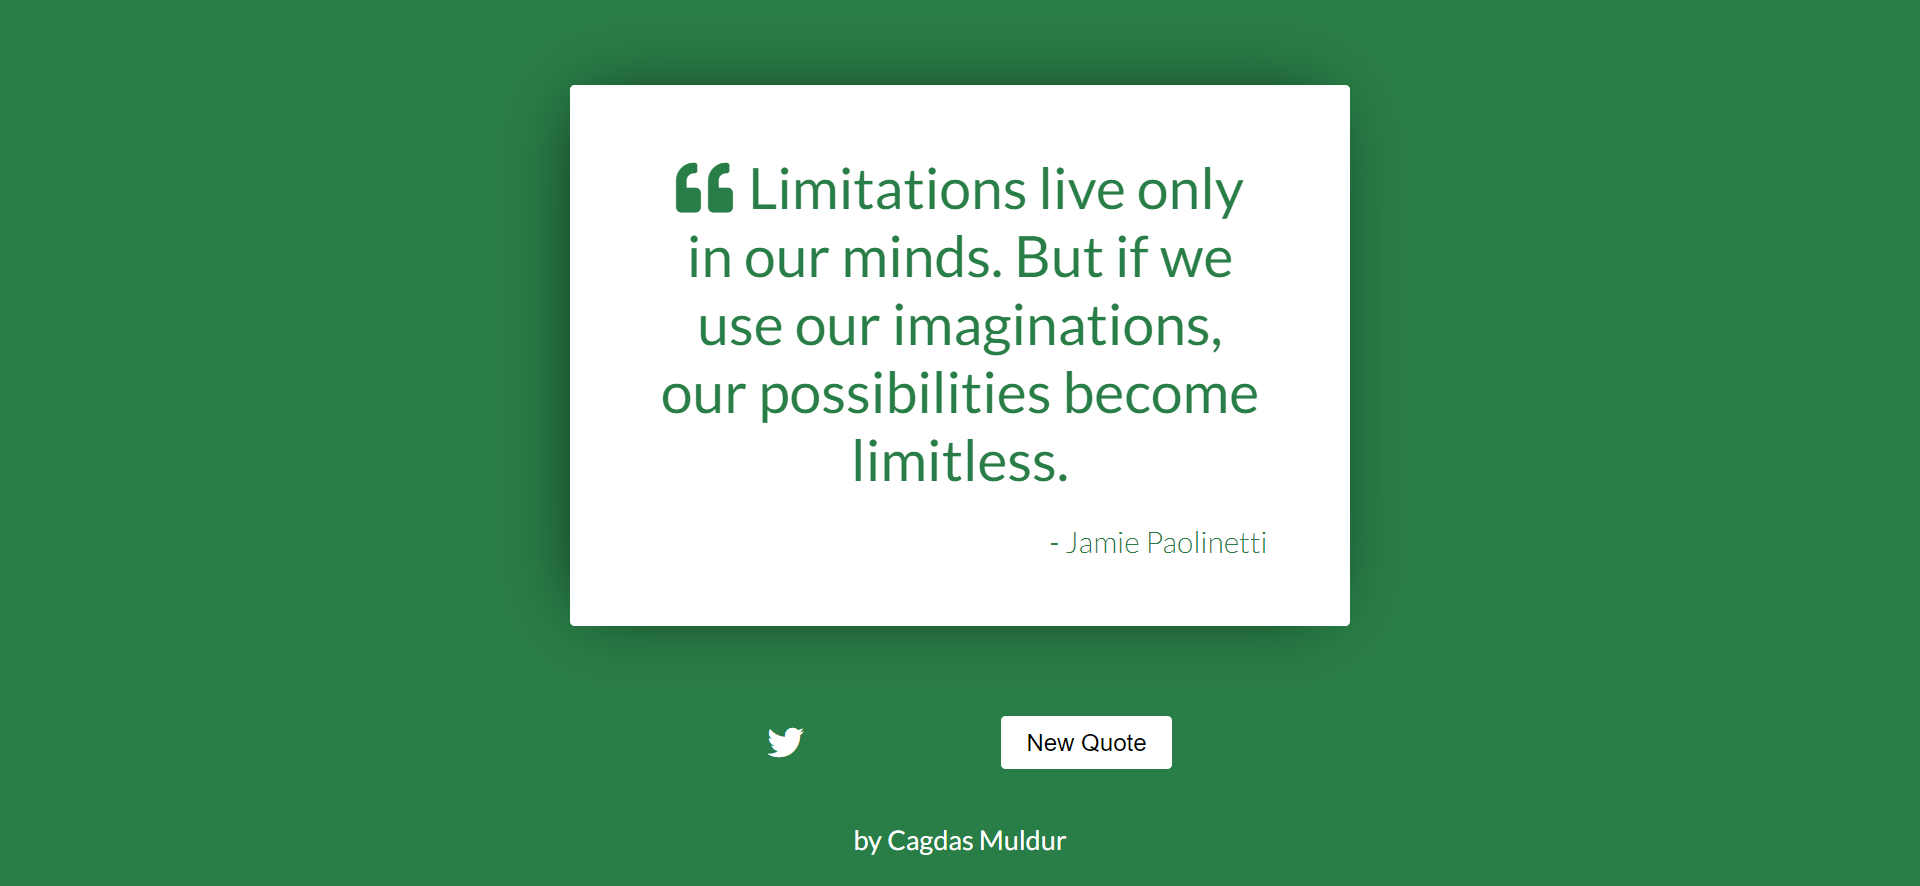 “ Limitations live only
in our minds. But if we
use our imaginations,
our possibilities become
limitless.
- Jamie Paolinetti
New Quote
by Cagdas Muldur